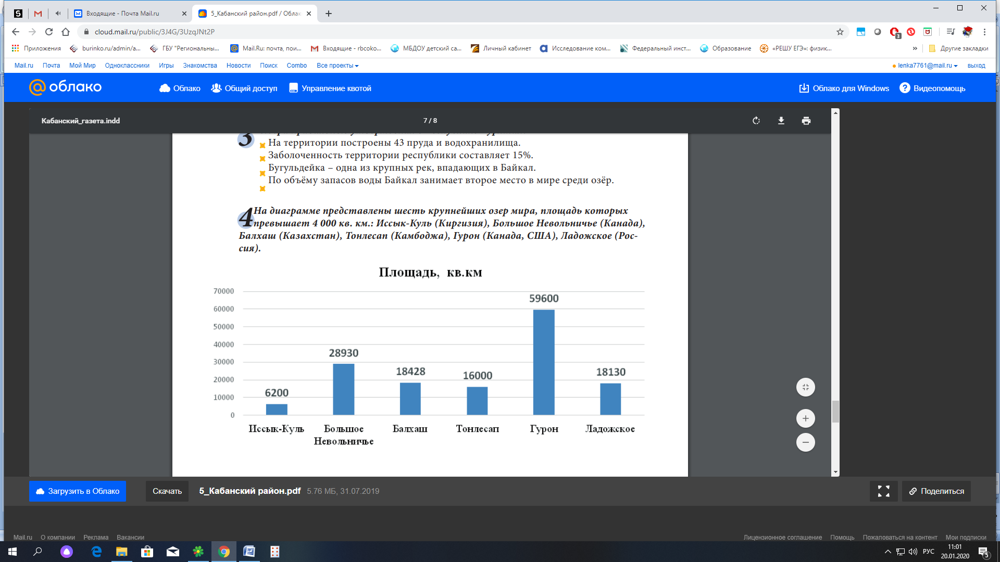 Входящие - Почта Mail.ru
5_Кабанский район.pdf / Облак
cloud.mail.ru/public/3J4G/3UzqJNt2P
3
Приложения
burinko.ru/admin/a...
ГБУ "Региональны...
Mail.Ru: почта, пои...
Входящие - rbcoko...
МБДОУ детский са...
Личный кабинет
Исследование ком...
Федеральный инст...
Образование
«РЕШУ ЕГЭ»: физик...
»
Другие закладки
Mail.ru
Почта
Мой Мир
Одноклассники
Игры
Знакомства
Новости
Поиск
Combo
Все проекты
lenka7761@mail.ru
выход
@ облако
Облако
Общий доступ
Управление квотой
Облако для Windows
Видеопомощь
Кабанский_газета.indd
7 / 8
3
На территории построены 43 пруда и водохранилища.
Заболоченность территории республики составляет 15%.
Бугульдейка – одна из крупных рек, впадающих в Байкал.
По объёму запасов воды Байкал занимает второе место в мире среди озёр.
4 На диаграмме представлены шесть крупнейших озер мира, площадь которых
превышает 4 000 кв. км.: Иссык-Куль (Киргизия), Большое Невольничье (Канада),
Балхаш (Казахстан), Тонлесап (Камбоджа), Гурон (Канада, США), Ладожское (Рос-
сия).
Площадь, кв.км
70000
60000
50000
40000
30000
20000
10000
0
6200
28930
18428
16000
59600
18130
Иссык-Куль
Большое
Невольничье
Балхаш
Тонлесап
Гурон
Ладожское
Загрузить в Облако
Скачать
5_Кабанский район.pdf
5.76 МБ, 31.07.2019
Поделиться
Mail.ru
О компании
Реклама
Вакансии
Лицензионное соглашение
Помощь
Пожаловаться на контент
Мои подписки
РУС
11:01
20.01.2020
5